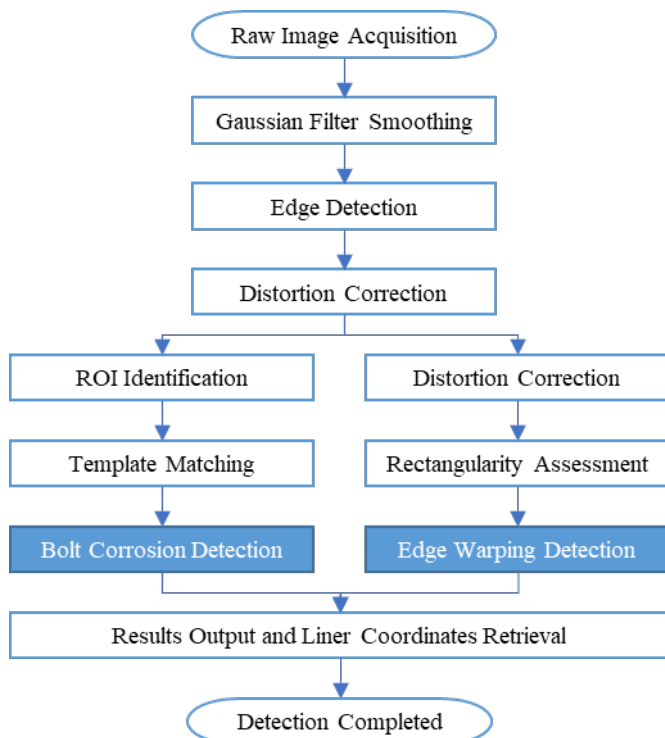 Raw Image Acquisition
Gaussian Filter Smoothing
Edge Detection
Distortion Correction
ROI Identification
Distortion Correction
Template Matching
Rectangularity Assessment
Bolt Corrosion Detection
Edge Warping Detection
Results Output and Liner Coordinates Retrieval
Detection Completed